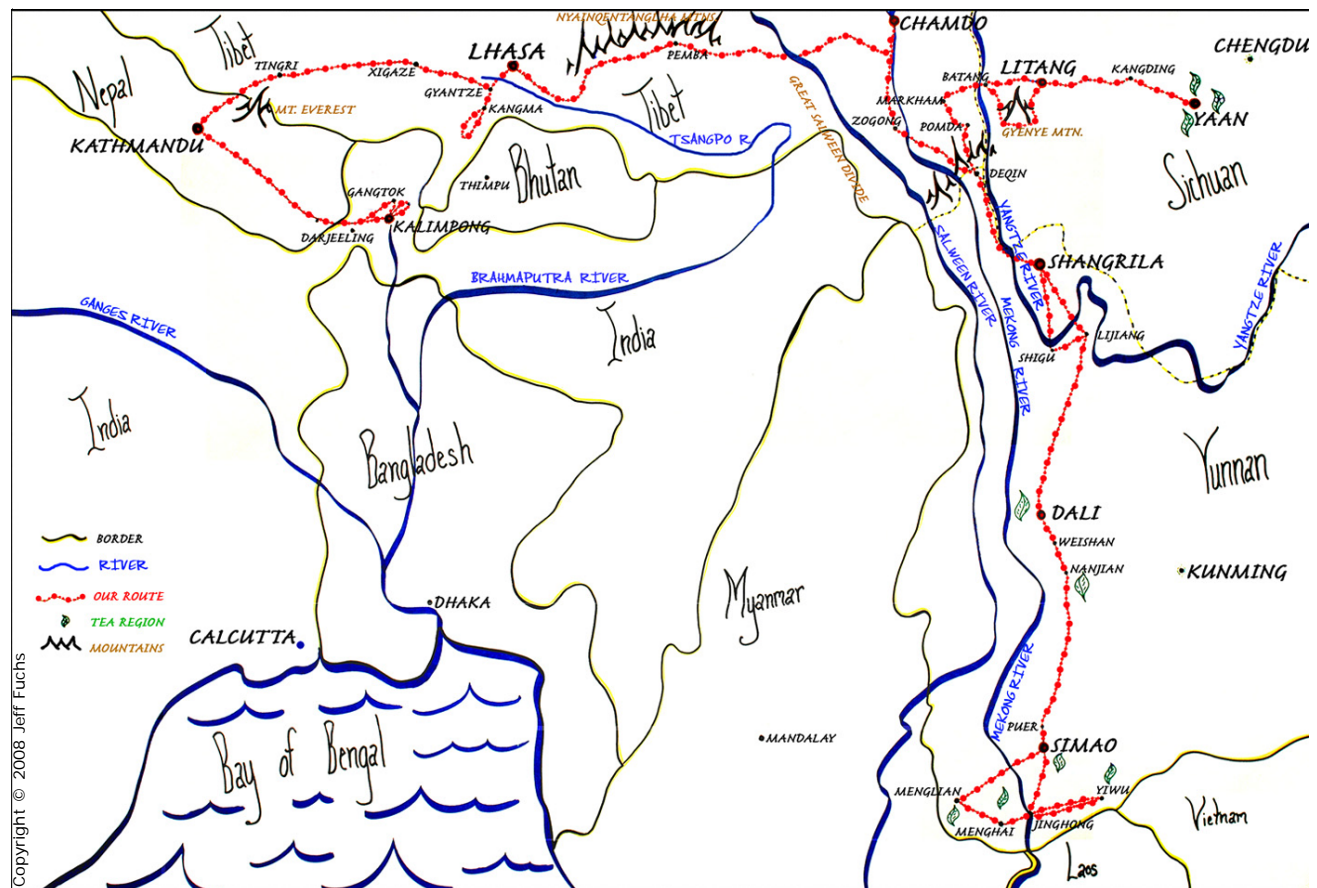 NYAINQENTANGLHA MTNS.
CHAMDO
CHENGDU
Tibet
TINGRI
XIGAZE
LHASA
PEMBA
BATANG
LITANG
KANGDING
Nepal
GYANTZE
KANGMA
Tibet
GREAT SALWEEN DIVIDE
MARKHAM
YAAN
MT. EVEREST
ZOGONG
POMDA
GYENYE MTN.
KATHMANDU
TSANGPO R.
Bhutan
THIMPU
DEQIN
Sichuan
GANGTOK
KALIMPONG
DARJEELING
YANGTZE RIVER
SALWEEN RIVER
SHANGRILA
BRAHMAPUTRA RIVER
GANGES RIVER
India
MEKONG
RIVER
YANGTZE RIVER
SHIGU
LIJIANG
India
Bangladesh
Yunnan
DALI
WEISHAN
NANJIAN
KUNMING
BORDER
RIVER
OUR ROUTE
TEA REGION
MOUNTAINS
Myanmar
DHAKA
CALCUTTA
MEKONG RIVER
PUER
SIMAO
MANDALAY
Bay of Bengal
MENGLIAN
YIWU
MENGHAI
JINGHONG
Vietnam
Laos
Copyright © 2008 Jeff Fuchs